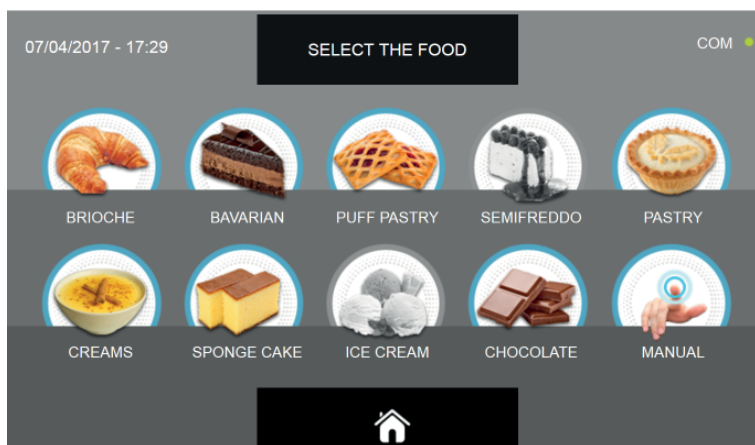 07/04/2017 - 17:29
SELECT THE FOOD
COM
BRIOCHE
BAVARIAN
PUFF PASTRY
SEMIFREDDO
PASTRY
CREAMS
SPONGE CAKE
ICE CREAM
CHOCOLATE
MANUAL